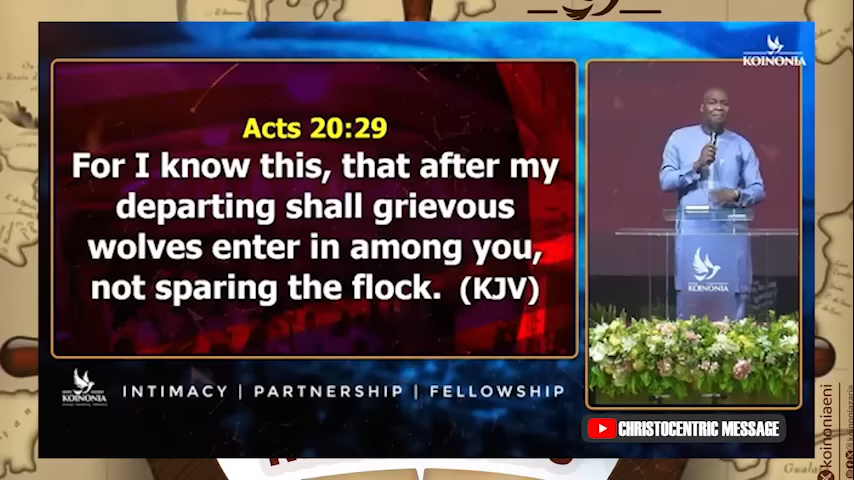 KOINONIA
Acts 20:29
For I know this, that after my
departing shall grievous
wolves enter in among you,
not sparing the flock. (KJV)
KOINONIA
KOINONIA
INTIMACY | PARTNERSHIP | FELLOWSHIP
CHRISTOCENTRIC MESSAGE
koinoniaeni